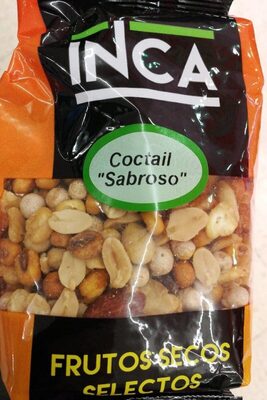 INCA
Coctail
"Sabroso"
FRUTOS SECOS
SELECTOS